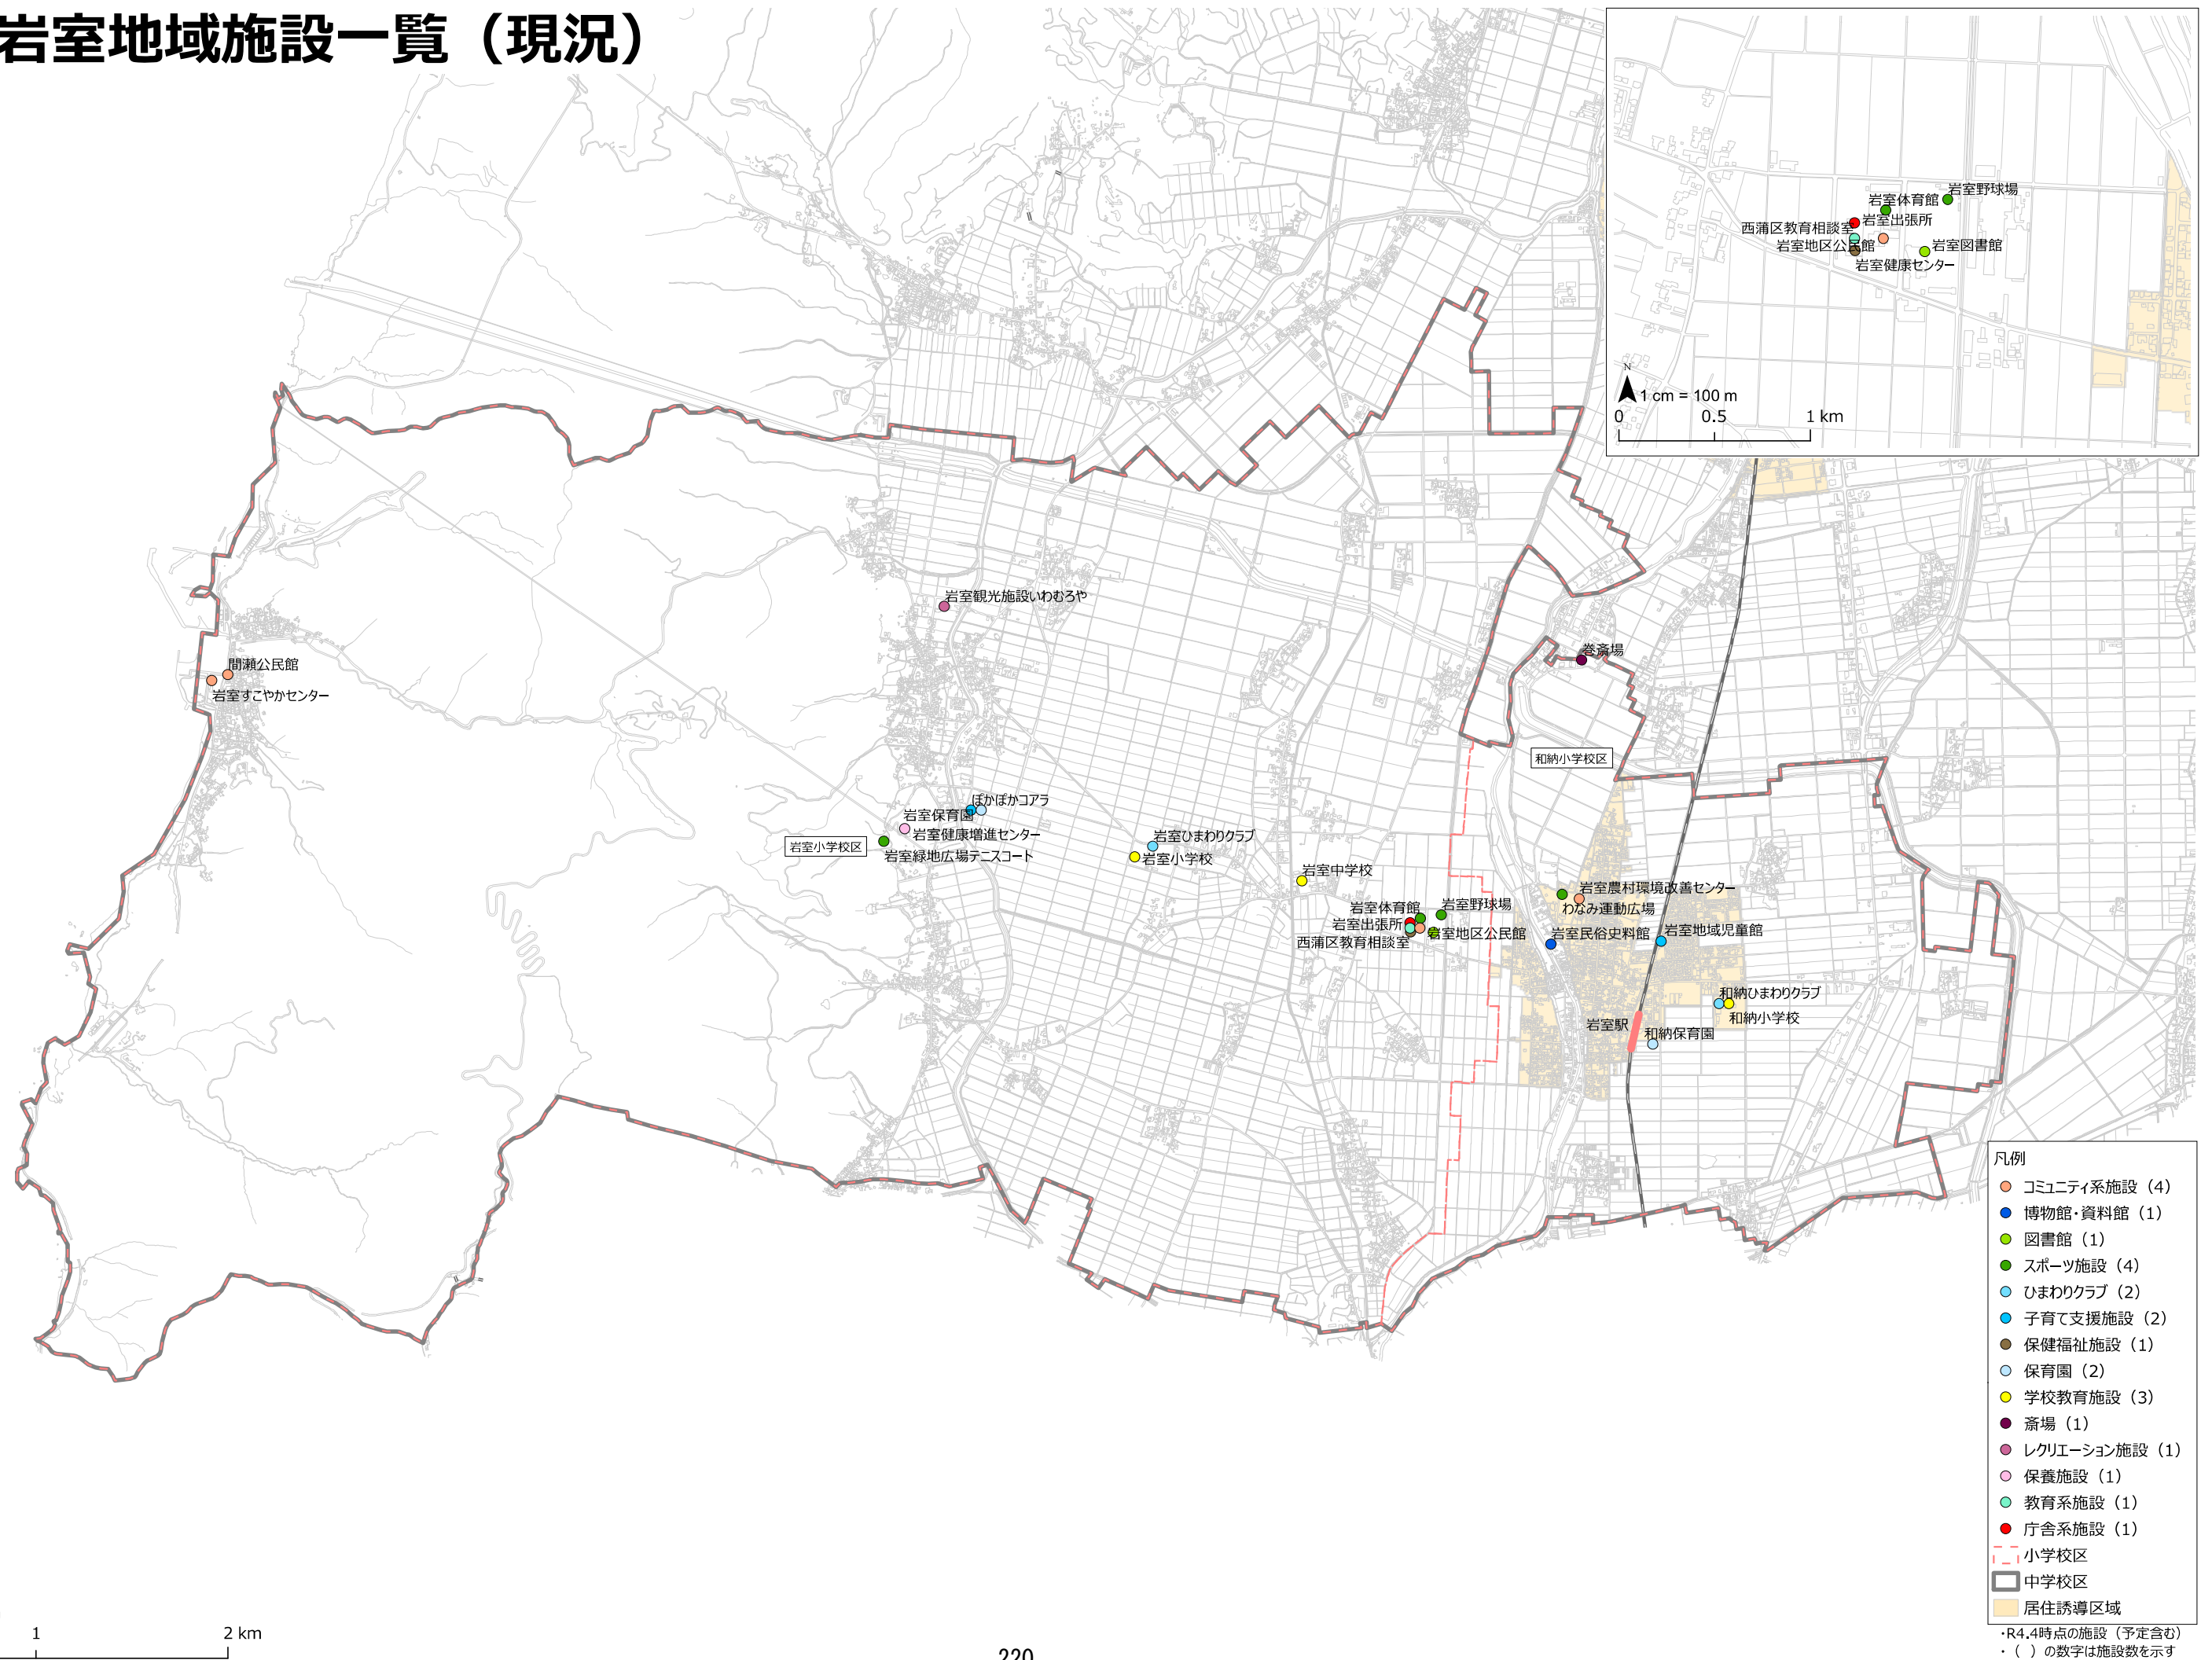 岩室地域施設一覧（現況）
岩室野球場
岩室体育館
岩室出張所
西蒲区教育相談室
岩室地区公民館
岩室図書館
岩室健康センター
N
1 cm = 100 m
0 0.5 1 km
岩室観光施設いわむろや
巻斎場
間瀬公民館
岩室すこやかセンター
和納小学校区
ぽかぽかコアラ
岩室保育園
岩室健康増進センター
岩室小学校区
岩室緑地広場テニスコート
岩室ひまわりクラブ
岩室小学校
岩室中学校
岩室農村環境改善センター
わなみ運動広場
岩室体育館
岩室野球場
岩室出張所
岩室地区公民館
西蒲区教育相談室
岩室民俗史料館
岩室地域児童館
和納ひまわりクラブ
和納小学校
岩室駅
和納保育園
凡例
コミュニティ系施設（4）
博物館・資料館（1）
図書館（1）
スポーツ施設（4）
ひまわりクラブ（2）
子育て支援施設（2）
保健福祉施設（1）
保育園（2）
学校教育施設（3）
斎場（1）
レクリエーション施設（1）
保養施設（1）
教育系施設（1）
庁舎系施設（1）
小学校区
中学校区
居住誘導区域
・R4.4時点の施設（予定含む）
・（ ）の数字は施設数を示す
1 2 km
220